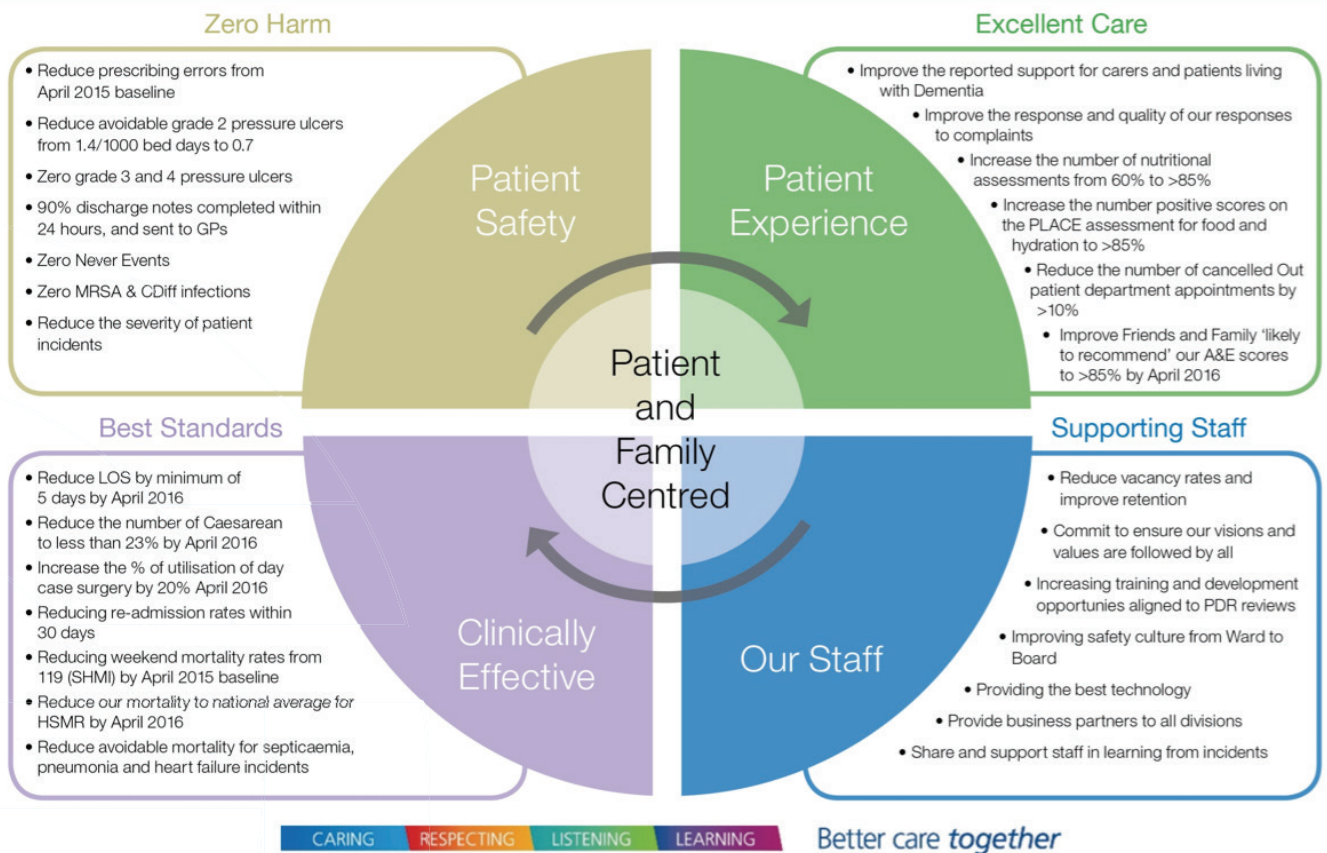 Zero Harm
• Reduce prescribing errors from
April 2015 baseline
• Reduce avoidable grade 2 pressure ulcers
from 1.4/1000 bed days to 0.7
• Zero grade 3 and 4 pressure ulcers
• 90% discharge notes completed within
24 hours, and sent to GPs
• Zero Never Events
• Zero MRSA & CDiff infections
• Reduce the severity of patient
incidents
Patient
Safety
Excellent Care
• Improve the reported support for carers and patients living
with Dementia
• Improve the response and quality of our responses
to complaints
• Increase the number of nutritional
assessments from 60% to >85%
• Increase the number positive scores on
the PLACE assessment for food and
hydration to >85%
• Reduce the number of cancelled Out
patient department appointments by
>10%
• Improve Friends and Family ‘likely
to recommend’ our A&E scores
to >85% by April 2016
Patient
Experience
Patient
and
Family
Centred
Best Standards
• Reduce LOS by minimum of
5 days by April 2016
• Reduce the number of Caesarean
to less than 23% by April 2016
• Increase the % of utilisation of day
case surgery by 20% April 2016
• Reducing re-admission rates within
30 days
• Reducing weekend mortality rates from
119 (SHMI) by April 2015 baseline
• Reduce our mortality to national average for
HSMR by April 2016
• Reduce avoidable mortality for septicaemia,
pneumonia and heart failure incidents
Clinically
Effective
Supporting Staff
• Reduce vacancy rates and
improve retention
• Commit to ensure our visions and
values are followed by all
• Increasing training and development
opportunies aligned to PDR reviews
• Improving safety culture from Ward to
Board
• Providing the best technology
• Provide business partners to all divisions
• Share and support staff in learning from incidents
Our Staff
CARING RESPECTING LISTENING LEARNING Better care together